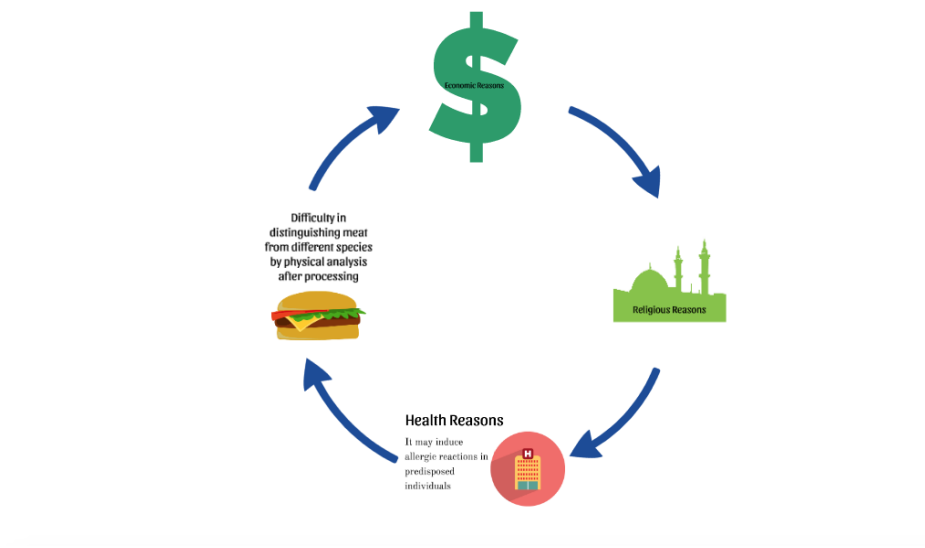 Economic Reasons
Religious Reasons
Health Reasons
It may induce
allergic reactions in
predisposed
individuals
H
Difficulty in
distinguishing meat
from different species
by physical analysis
after processing